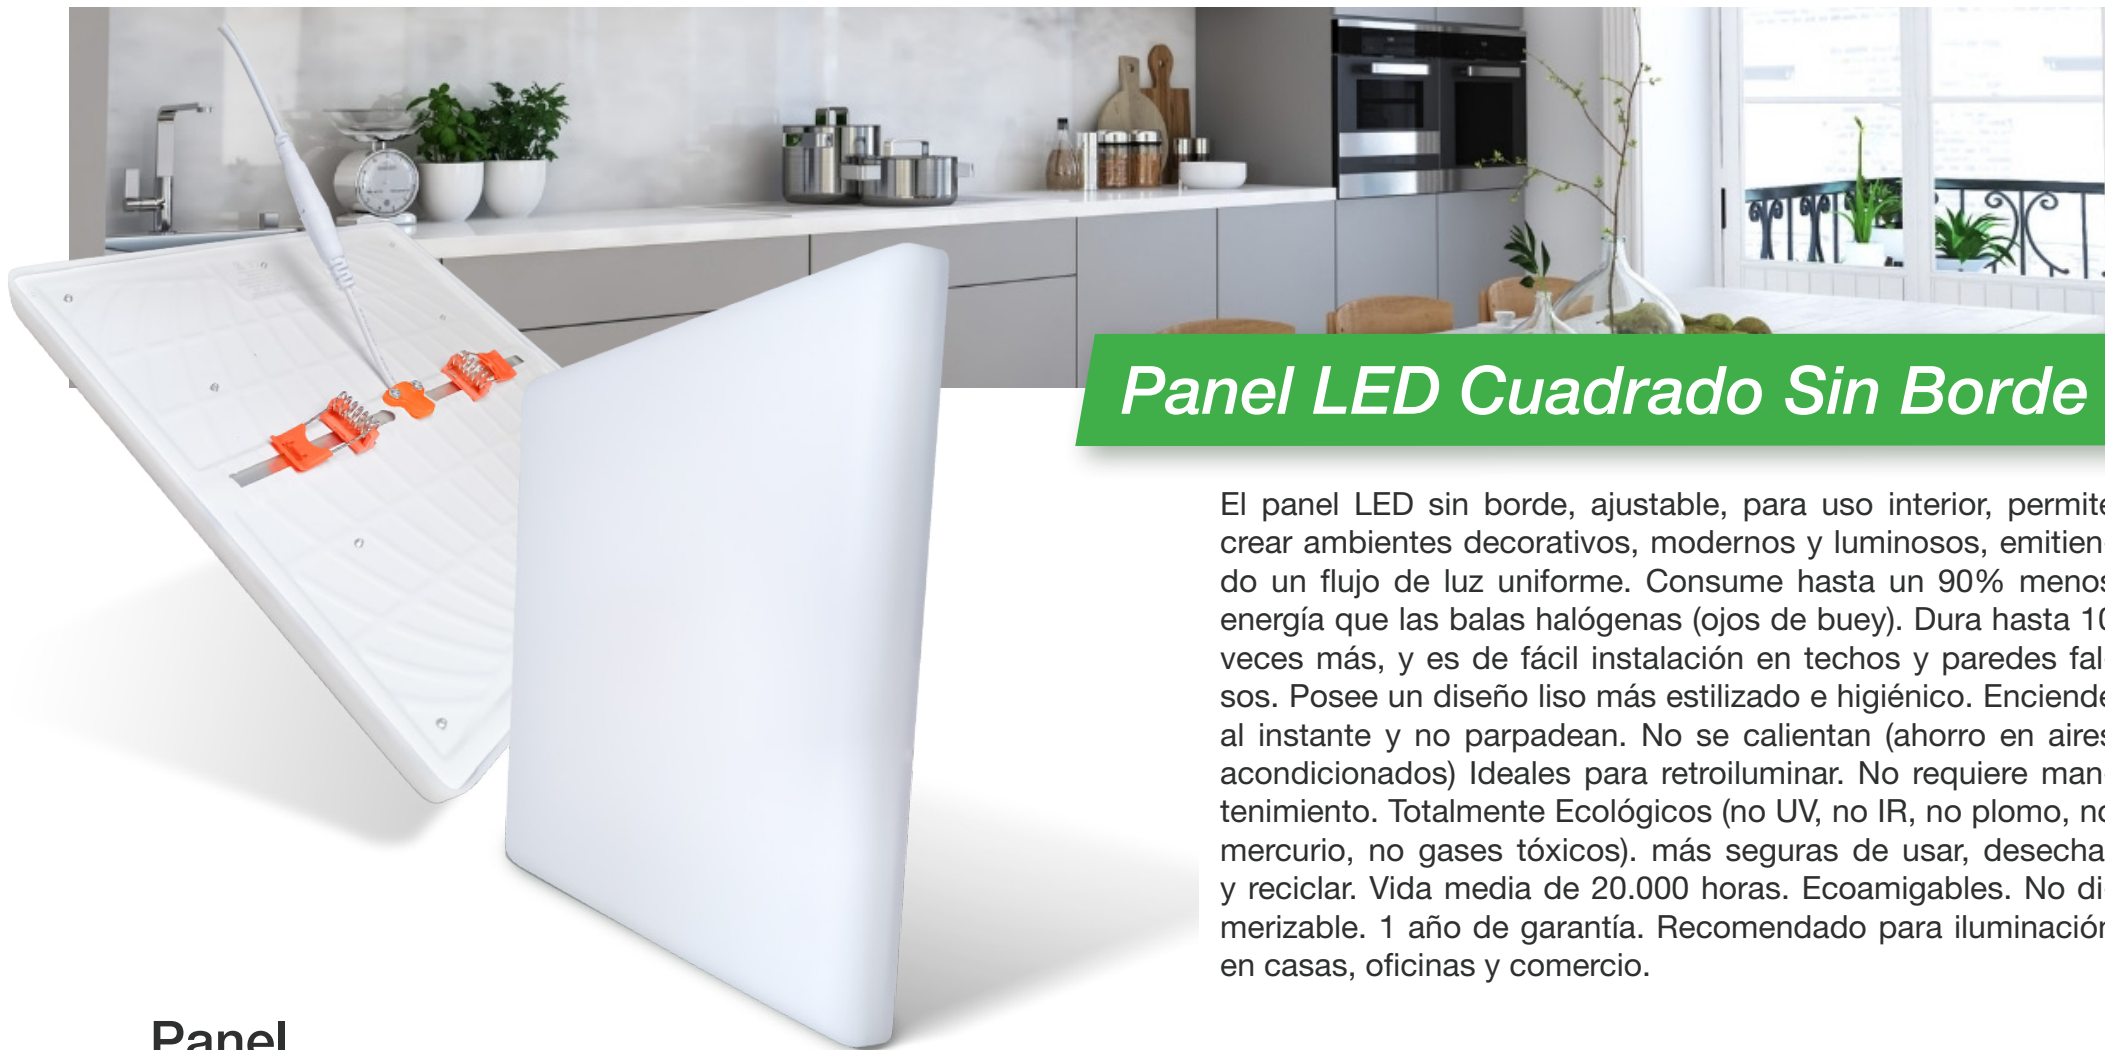 Panel LED Cuadrado Sin Borde
El panel LED sin borde, ajustable, para uso interior, permite
crear ambientes decorativos, modernos y luminosos, emitien-
do un flujo de luz uniforme. Consume hasta un 90% menos
energía que las balas halógenas (ojos de buey). Dura hasta 10
veces más, y es de fácil instalación en techos y paredes fal-
sos. Posee un diseño liso más estilizado e higiénico. Enciende
al instante y no parpadean. No se calientan (ahorro en aires
acondicionados) Ideales para retroiluminar. No requiere man-
tenimiento. Totalmente Ecológicos (no UV, no IR, no plomo, no
mercurio, no gases tóxicos). más seguras de usar, desechar
y reciclar. Vida media de 20.000 horas. Ecoamigables. No di-
merizable. 1 año de garantía. Recomendado para iluminación
en casas, oficinas y comercio.
Panel